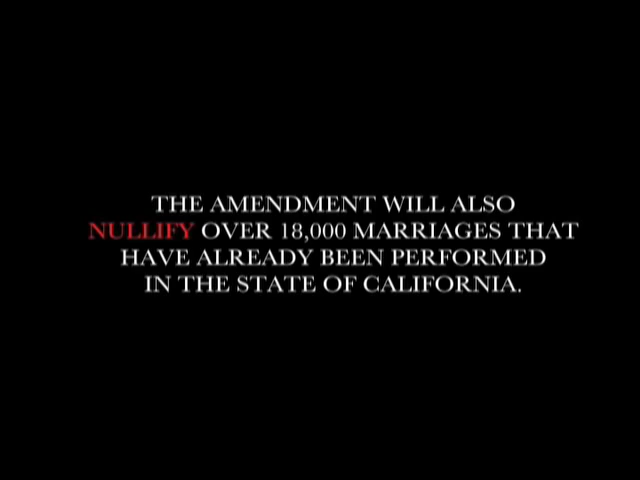 THE AMENDMENT WILL ALSO
NULLIFY OVER 18,000 MARRIAGES THAT
HAVE ALREADY BEEN PERFORMED
IN THE STATE OF CALIFORNIA.